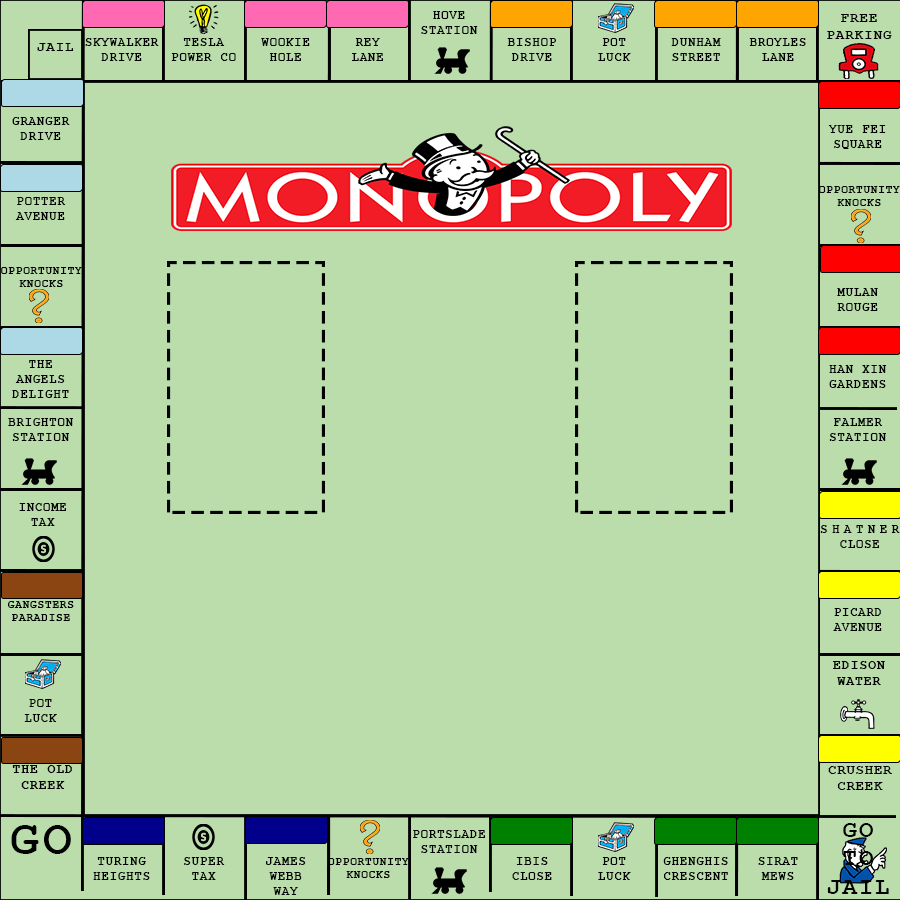 JAIL
SKYWALKER
DRIVE
TESLA
POWER CO
WOOKIE
HOLE
REY
LANE
HOVE
STATION
BISHOP
DRIVE
POT
LUCK
DUNHAM
STREET
BROYLES
LANE
FREE
PARKING
GRANGER
DRIVE
POTTER
AVENUE
OPPORTUNITY
KNOCKS
?
THE
ANGELS
DELIGHT
BRIGHTON
STATION
INCOME
TAX
$
GANGSTERS
PARADISE
POT
LUCK
THE OLD
CREEK
MONOPOLY
YUE FEI
SQUARE
OPPORTUNITY
KNOCKS
?
MULAN
ROUGE
HAN XIN
GARDENS
FALMER
STATION
SHATNER
CLOSE
PICARD
AVENUE
EDISON
WATER
CRUSHER
CREEK
GO
TURING
HEIGHTS
$
SUPER
TAX
JAMES
WEBB
WAY
?
OPPORTUNITY
KNOCKS
PORTSLADE
STATION
IBIS
CLOSE
POT
LUCK
GHENGHIS
CRESCENT
SIRAT
MEWS
GO
JAIL